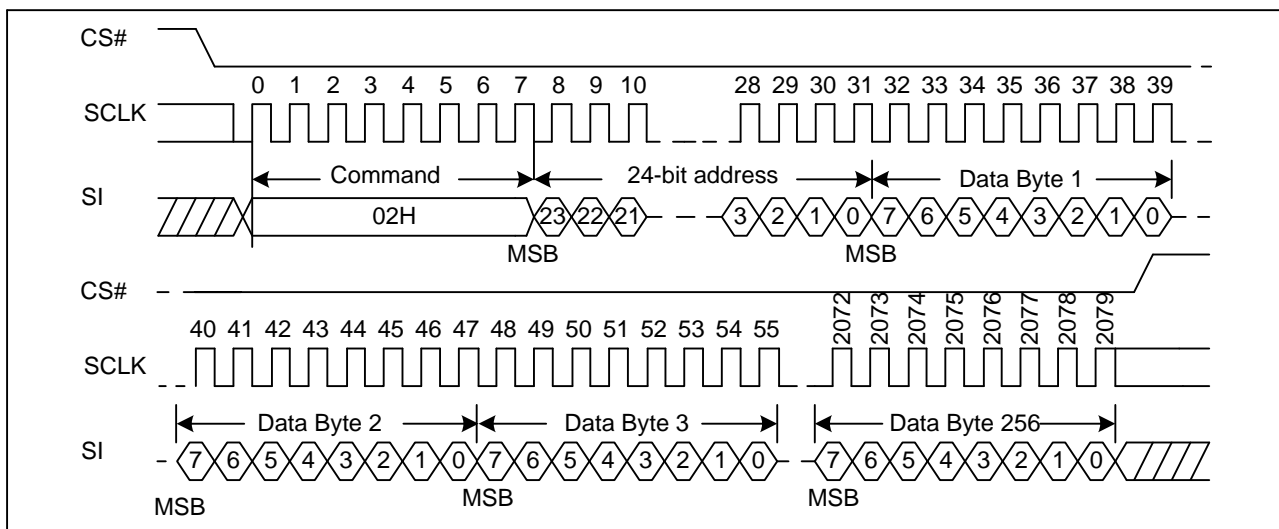 CS#
0 1 2 3 4 5 6 7 8 9 10 28 29 30 31 32 33 34 35 36 37 38 39
SCLK
Command 24-bit address Data Byte 1
SI
02H 23 22 21 3 2 1 0 7 6 5 4 3 2 1 0
MSB MSB
CS#
40 41 42 43 44 45 46 47 48 49 50 51 52 53 54 55 2072 2073 2074 2075 2076 2077 2078 2079
SCLK
Data Byte 2 Data Byte 3 Data Byte 256
SI
7 6 5 4 3 2 1 0 7 6 5 4 3 2 1 0 7 6 5 4 3 2 1 0
MSB MSB MSB